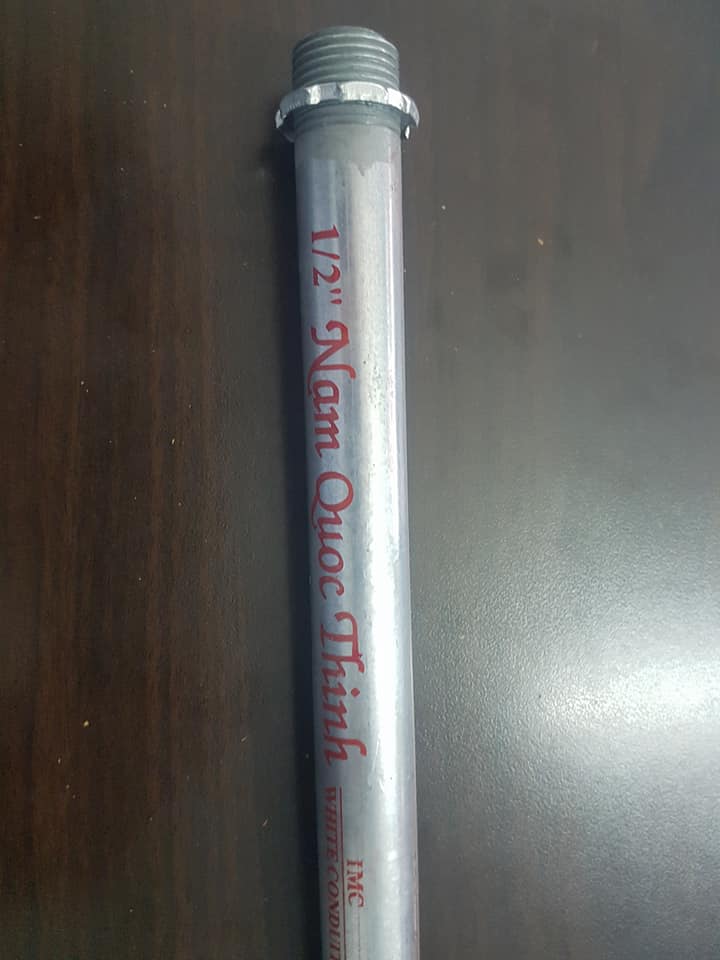 1/2" Nam Quoc Thinh
IMC
WHITE CONDUIT